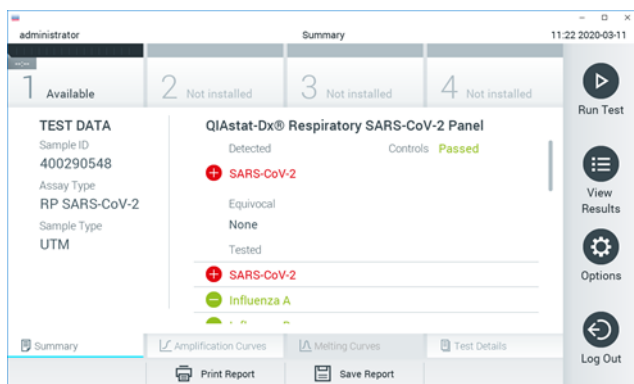 administrator Summary 11:22 2020-03-11
1 Available 2 Not installed 3 Not installed 4 Not installed
Run Test
TEST DATA
Sample ID
400290548
Assay Type
RP SARS-CoV-2
Sample Type
UTM
QIAstat-Dx® Respiratory SARS-CoV-2 Panel
Detected Controls Passed
SARS-CoV-2
Equivocal
None
Tested
SARS-CoV-2
Influenza A
View
Results
Options
Summary Amplification Curves Melting Curves Test Details
Print Report Save Report
Log Out